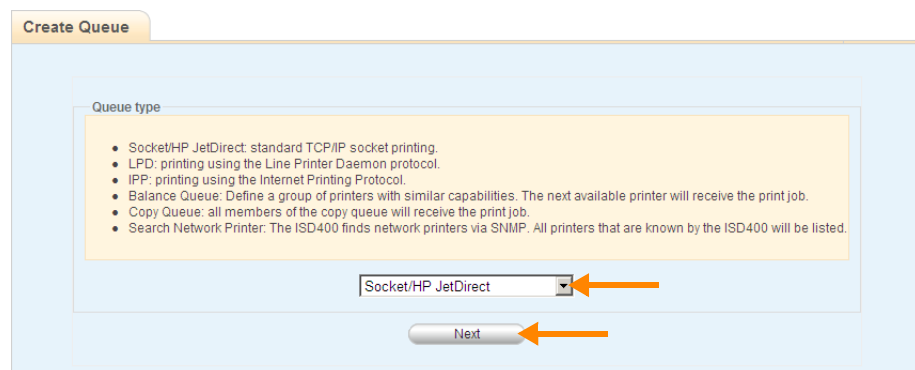 Create Queue
Queue type
Socket/HP JetDirect: standard TCP/IP socket printing.
LPD: printing using the Line Printer Daemon protocol.
IPP: printing using the Internet Printing Protocol.
Balance Queue: Define a group of printers with similar capabilities. The next available printer will receive the print job.
Copy Queue: all members of the copy queue will receive the print job.
Search Network Printer: The ISD400 finds network printers via SNMP. All printers that are known by the ISD400 will be listed.
Socket/HP JetDirect
Next